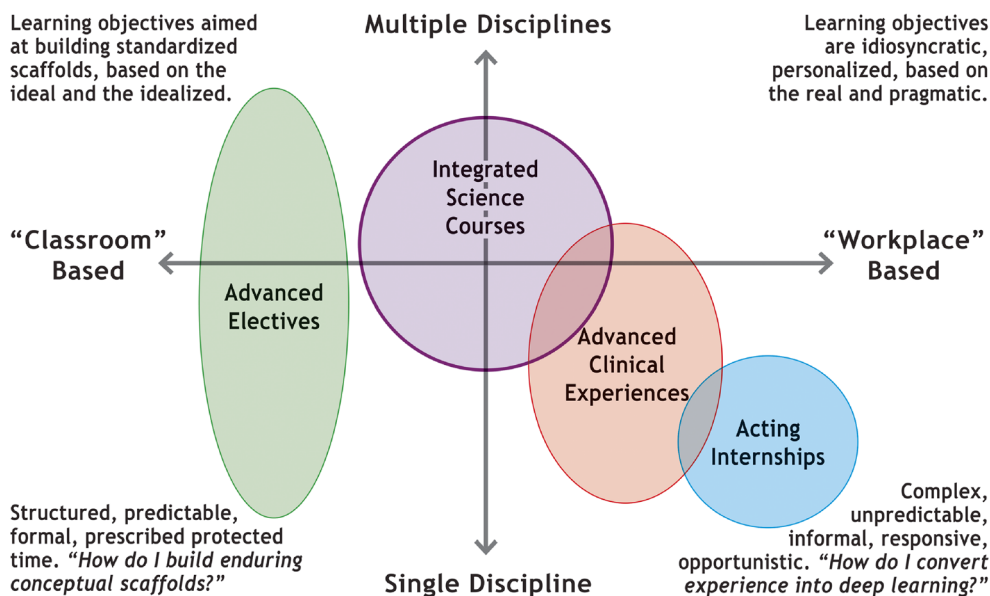 Learning objectives aimed
at building standardized
scaffolds, based on the
ideal and the idealized.
Multiple Disciplines
Learning objectives
are idiosyncratic,
personalized, based on
the real and pragmatic.
Integrated
Science
Courses
“Classroom”
Based
“Workplace”
Based
Advanced
Electives
Advanced
Clinical
Experiences
Acting
Internships
Structured, predictable,
formal, prescribed protected
time. “How do I build enduring
conceptual scaffolds?”
Single Discipline
Complex,
unpredictable,
informal, responsive,
opportunistic. “How do I convert
experience into deep learning?”